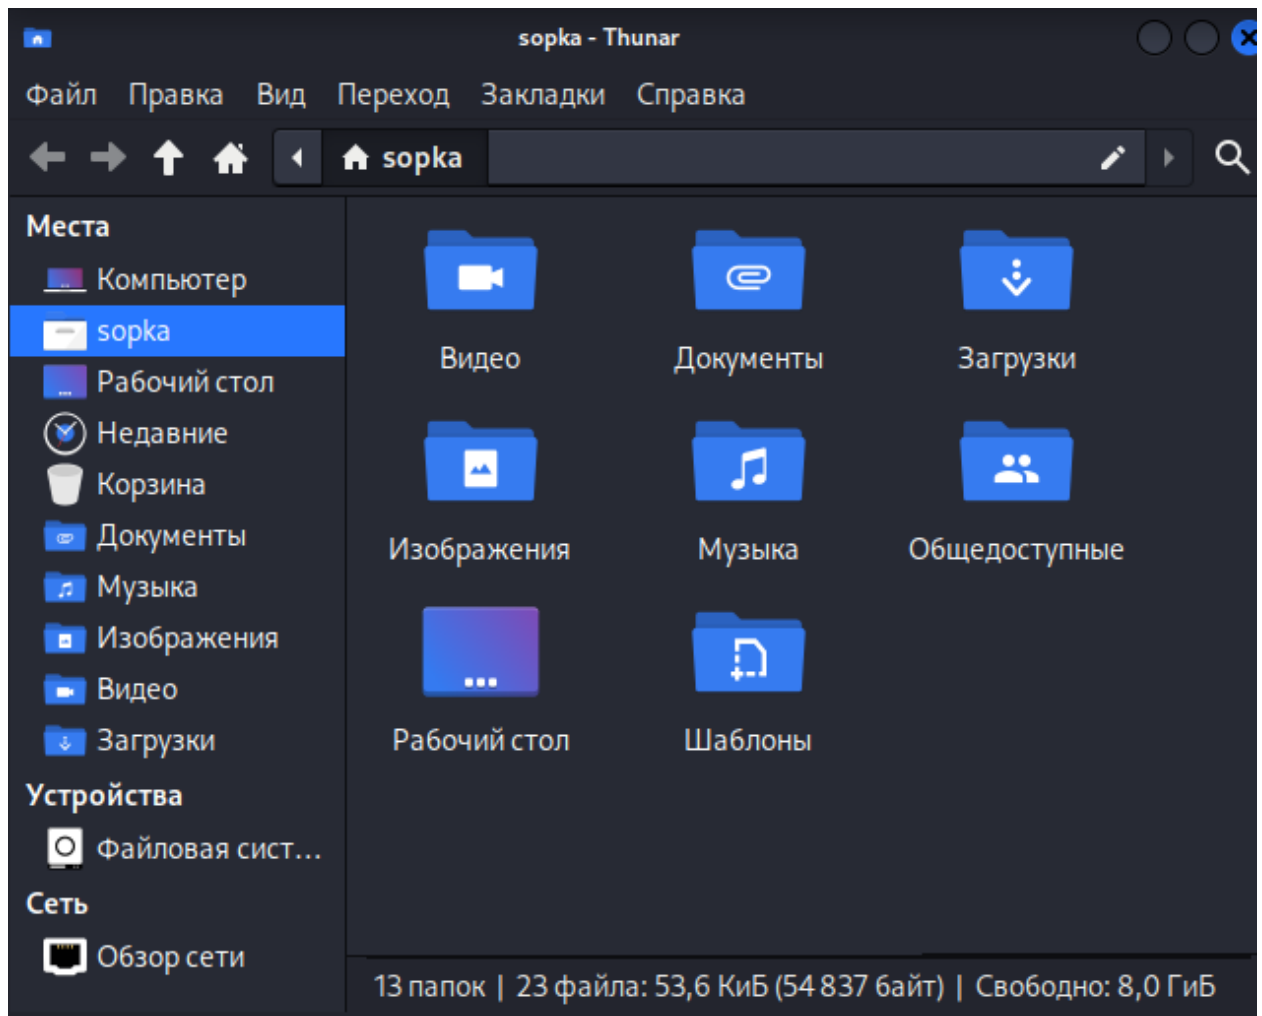 sopka - Thunar
Файл Правка Вид Переход Закладки Справка
sopka
Места
Компьютер
sopka
Рабочий стол
Недавние
Корзина
Документы
Музыка
Изображения
Видео
Загрузки
Устройства
Файловая сист...
Сеть
Обзор сети
Видео Документы Загрузки
Изображения Музыка Общедоступные
Рабочий стол Шаблоны
13 папок | 23 файла: 53,6 КиБ (54 837 байт) | Свободно: 8,0 ГиБ